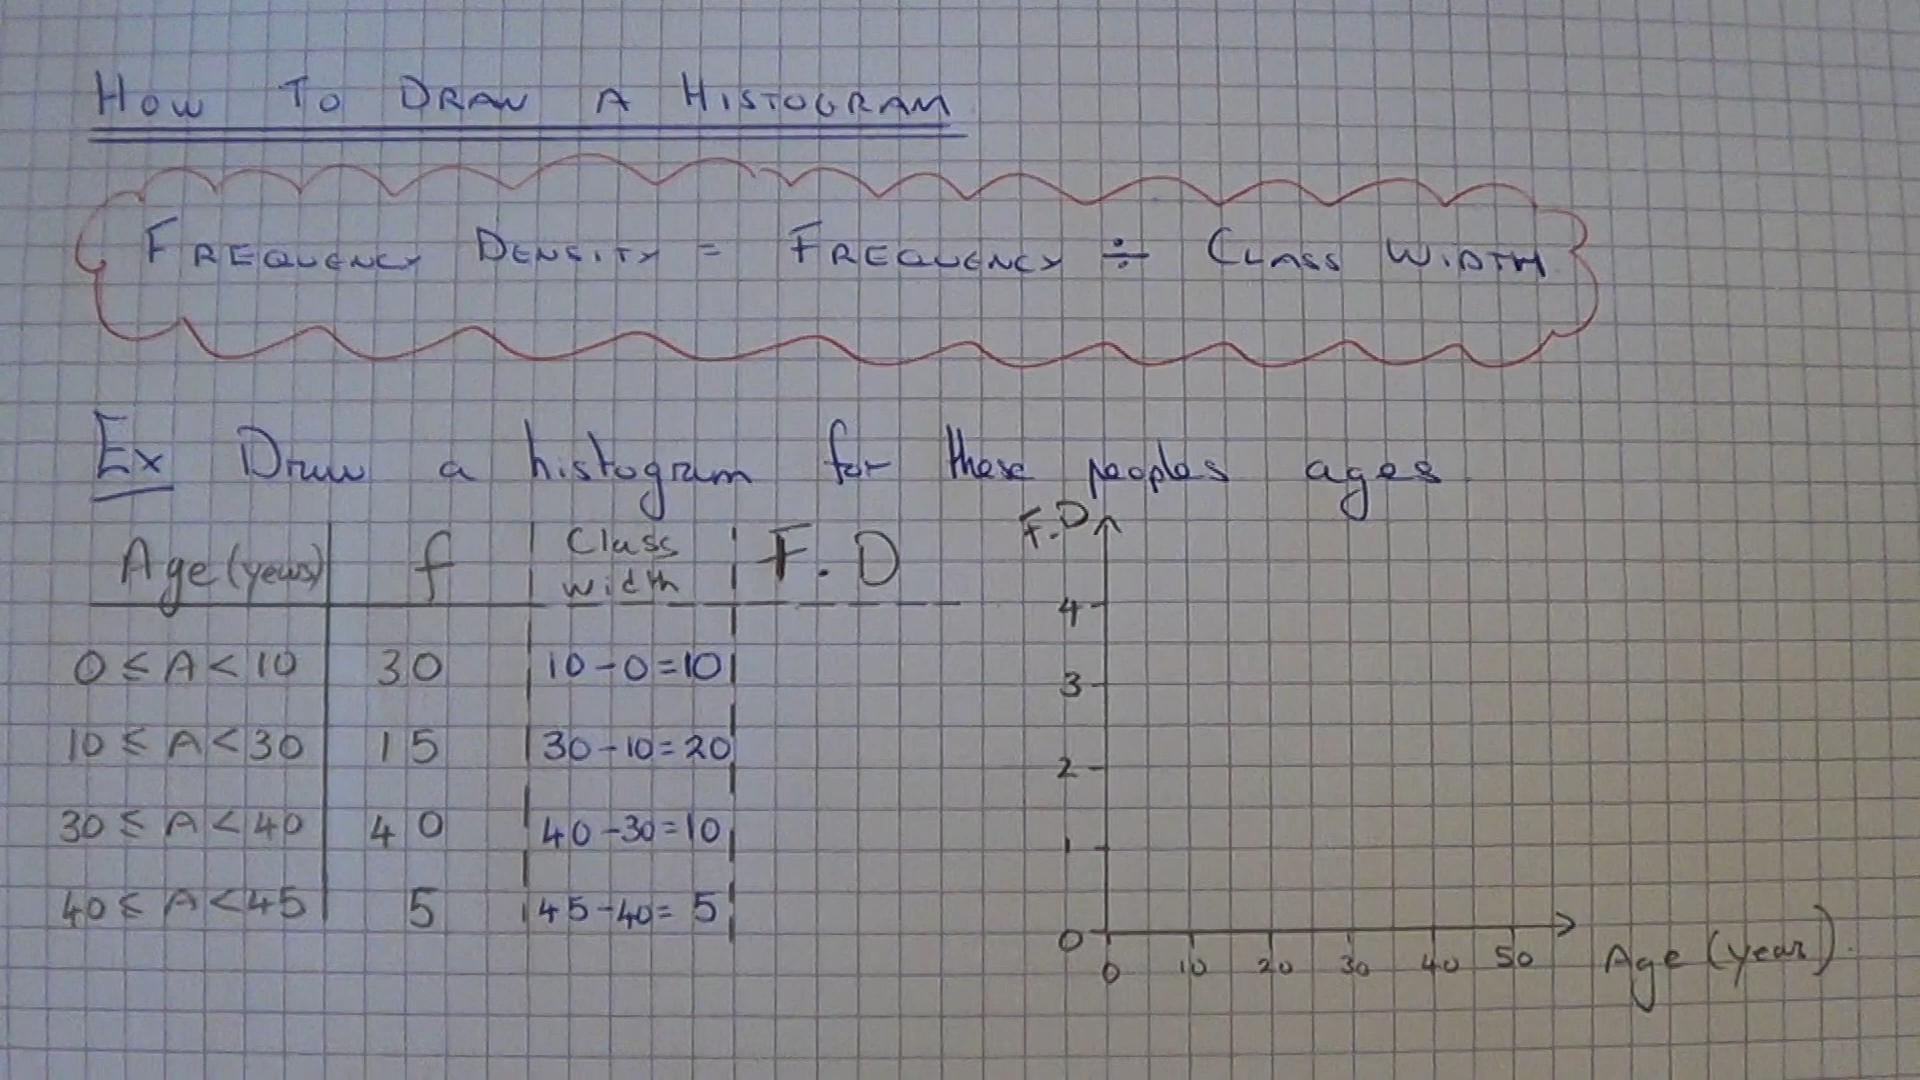 HOW TO DRAW A HISTOGRAM
FREQUENCY DENSITY = FREQUENCY ÷ CLASS WIDTH
Ex Draw a histogram for these peoples ages
Age (years) f Class width F.D
0 ≤ A < 10 30 10-0=10
10 ≤ A < 30 15 30-10=20
30 ≤ A < 40 40 40-30=10
40 ≤ A < 45 5 45-40= 5
F.D
4
3
2
1
0
0 10 20 30 40 50 Age (year)